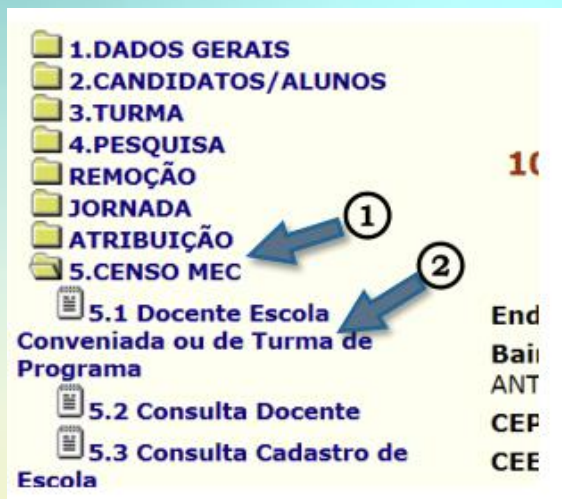 1.DADOS GERAIS
2.CANDIDATOS/ALUNOS
3.TURMA
4.PESQUISA
REMOÇÃO
JORNADA
ATRIBUIÇÃO
5.CENSO MEC
5.1 Docente Escola
Conveniada ou de Turma de
Programa
5.2 Consulta Docente
5.3 Consulta Cadastro de
Escola
1
2
10
End
Bai
ANT
CEP
CEE